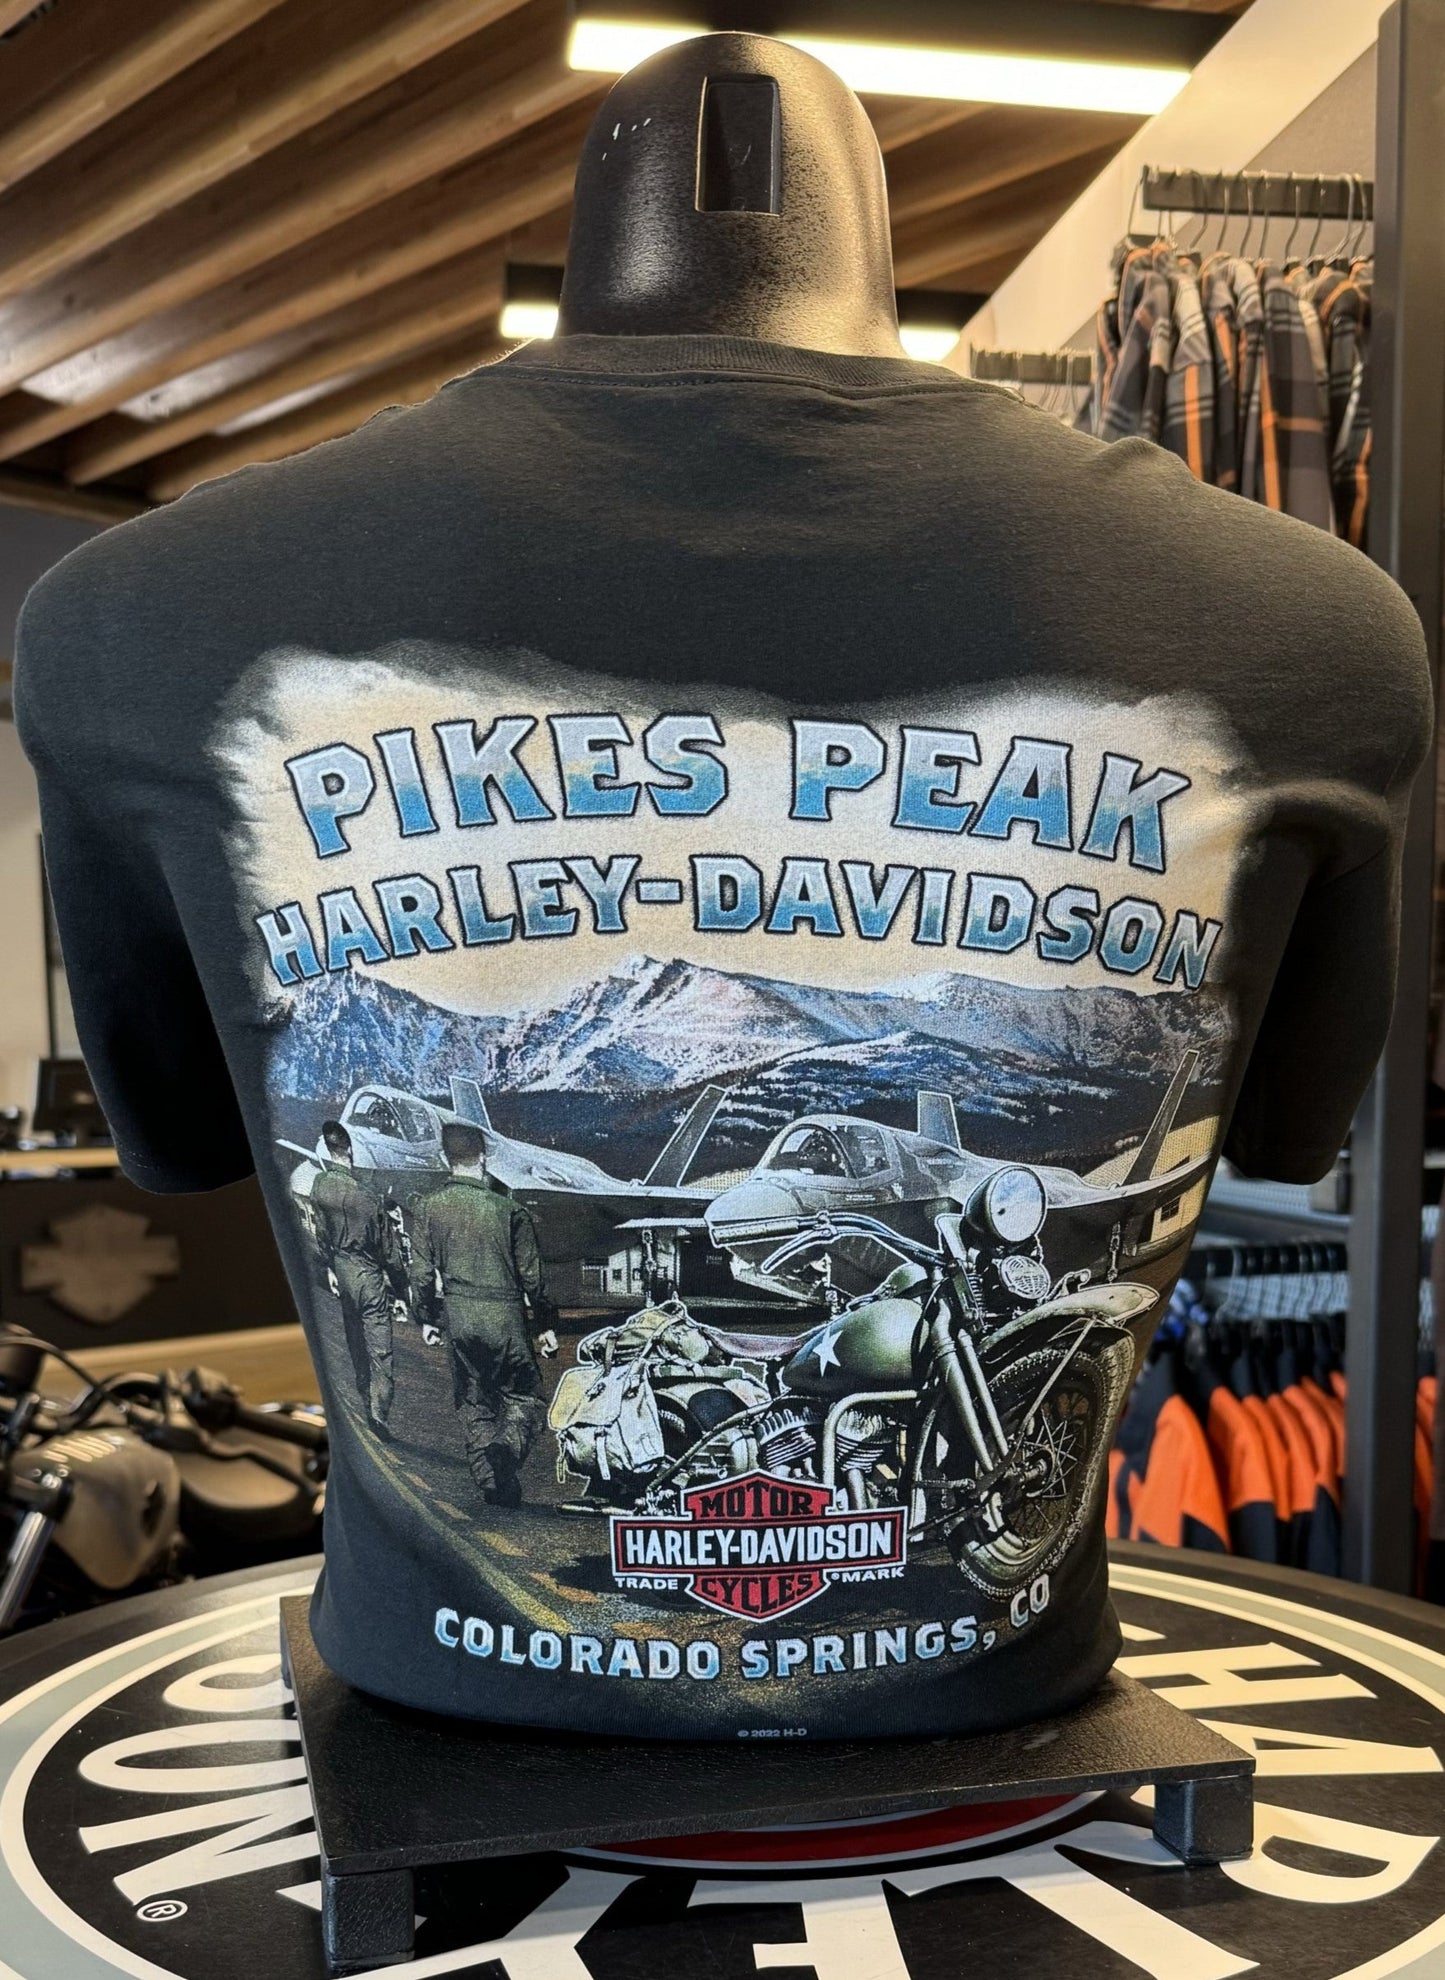 PIKES PEAK
HARLEY-DAVIDSON
MOTOR
HARLEY-DAVIDSON
TRADE CYCLES ®MARK
COLORADO SPRINGS, CO
© 2022 H-D
®